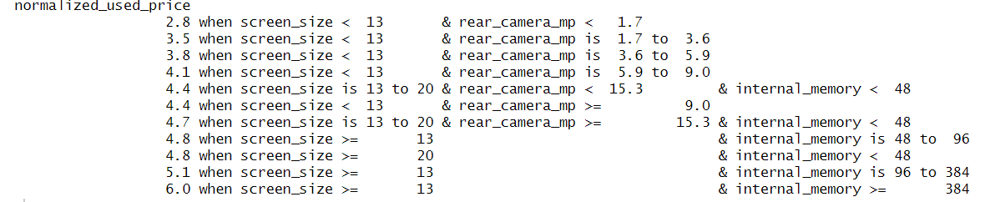 normalized_used_price
2.8 when screen_size <  13       & rear_camera_mp <   1.7
3.5 when screen_size <  13       & rear_camera_mp is  1.7 to  3.6
3.8 when screen_size <  13       & rear_camera_mp is  3.6 to  5.9
4.1 when screen_size <  13       & rear_camera_mp is  5.9 to  9.0
4.4 when screen_size is 13 to 20 & rear_camera_mp <  15.3         & internal_memory <  48
4.4 when screen_size <  13       & rear_camera_mp >=          9.0
4.7 when screen_size is 13 to 20 & rear_camera_mp >=         15.3 & internal_memory <  48
4.8 when screen_size >=       13                                  & internal_memory is 48 to  96
4.8 when screen_size >=       20                                  & internal_memory <  48
5.1 when screen_size >=       13                                  & internal_memory is 96 to 384
6.0 when screen_size >=       13                                  & internal_memory >=       384